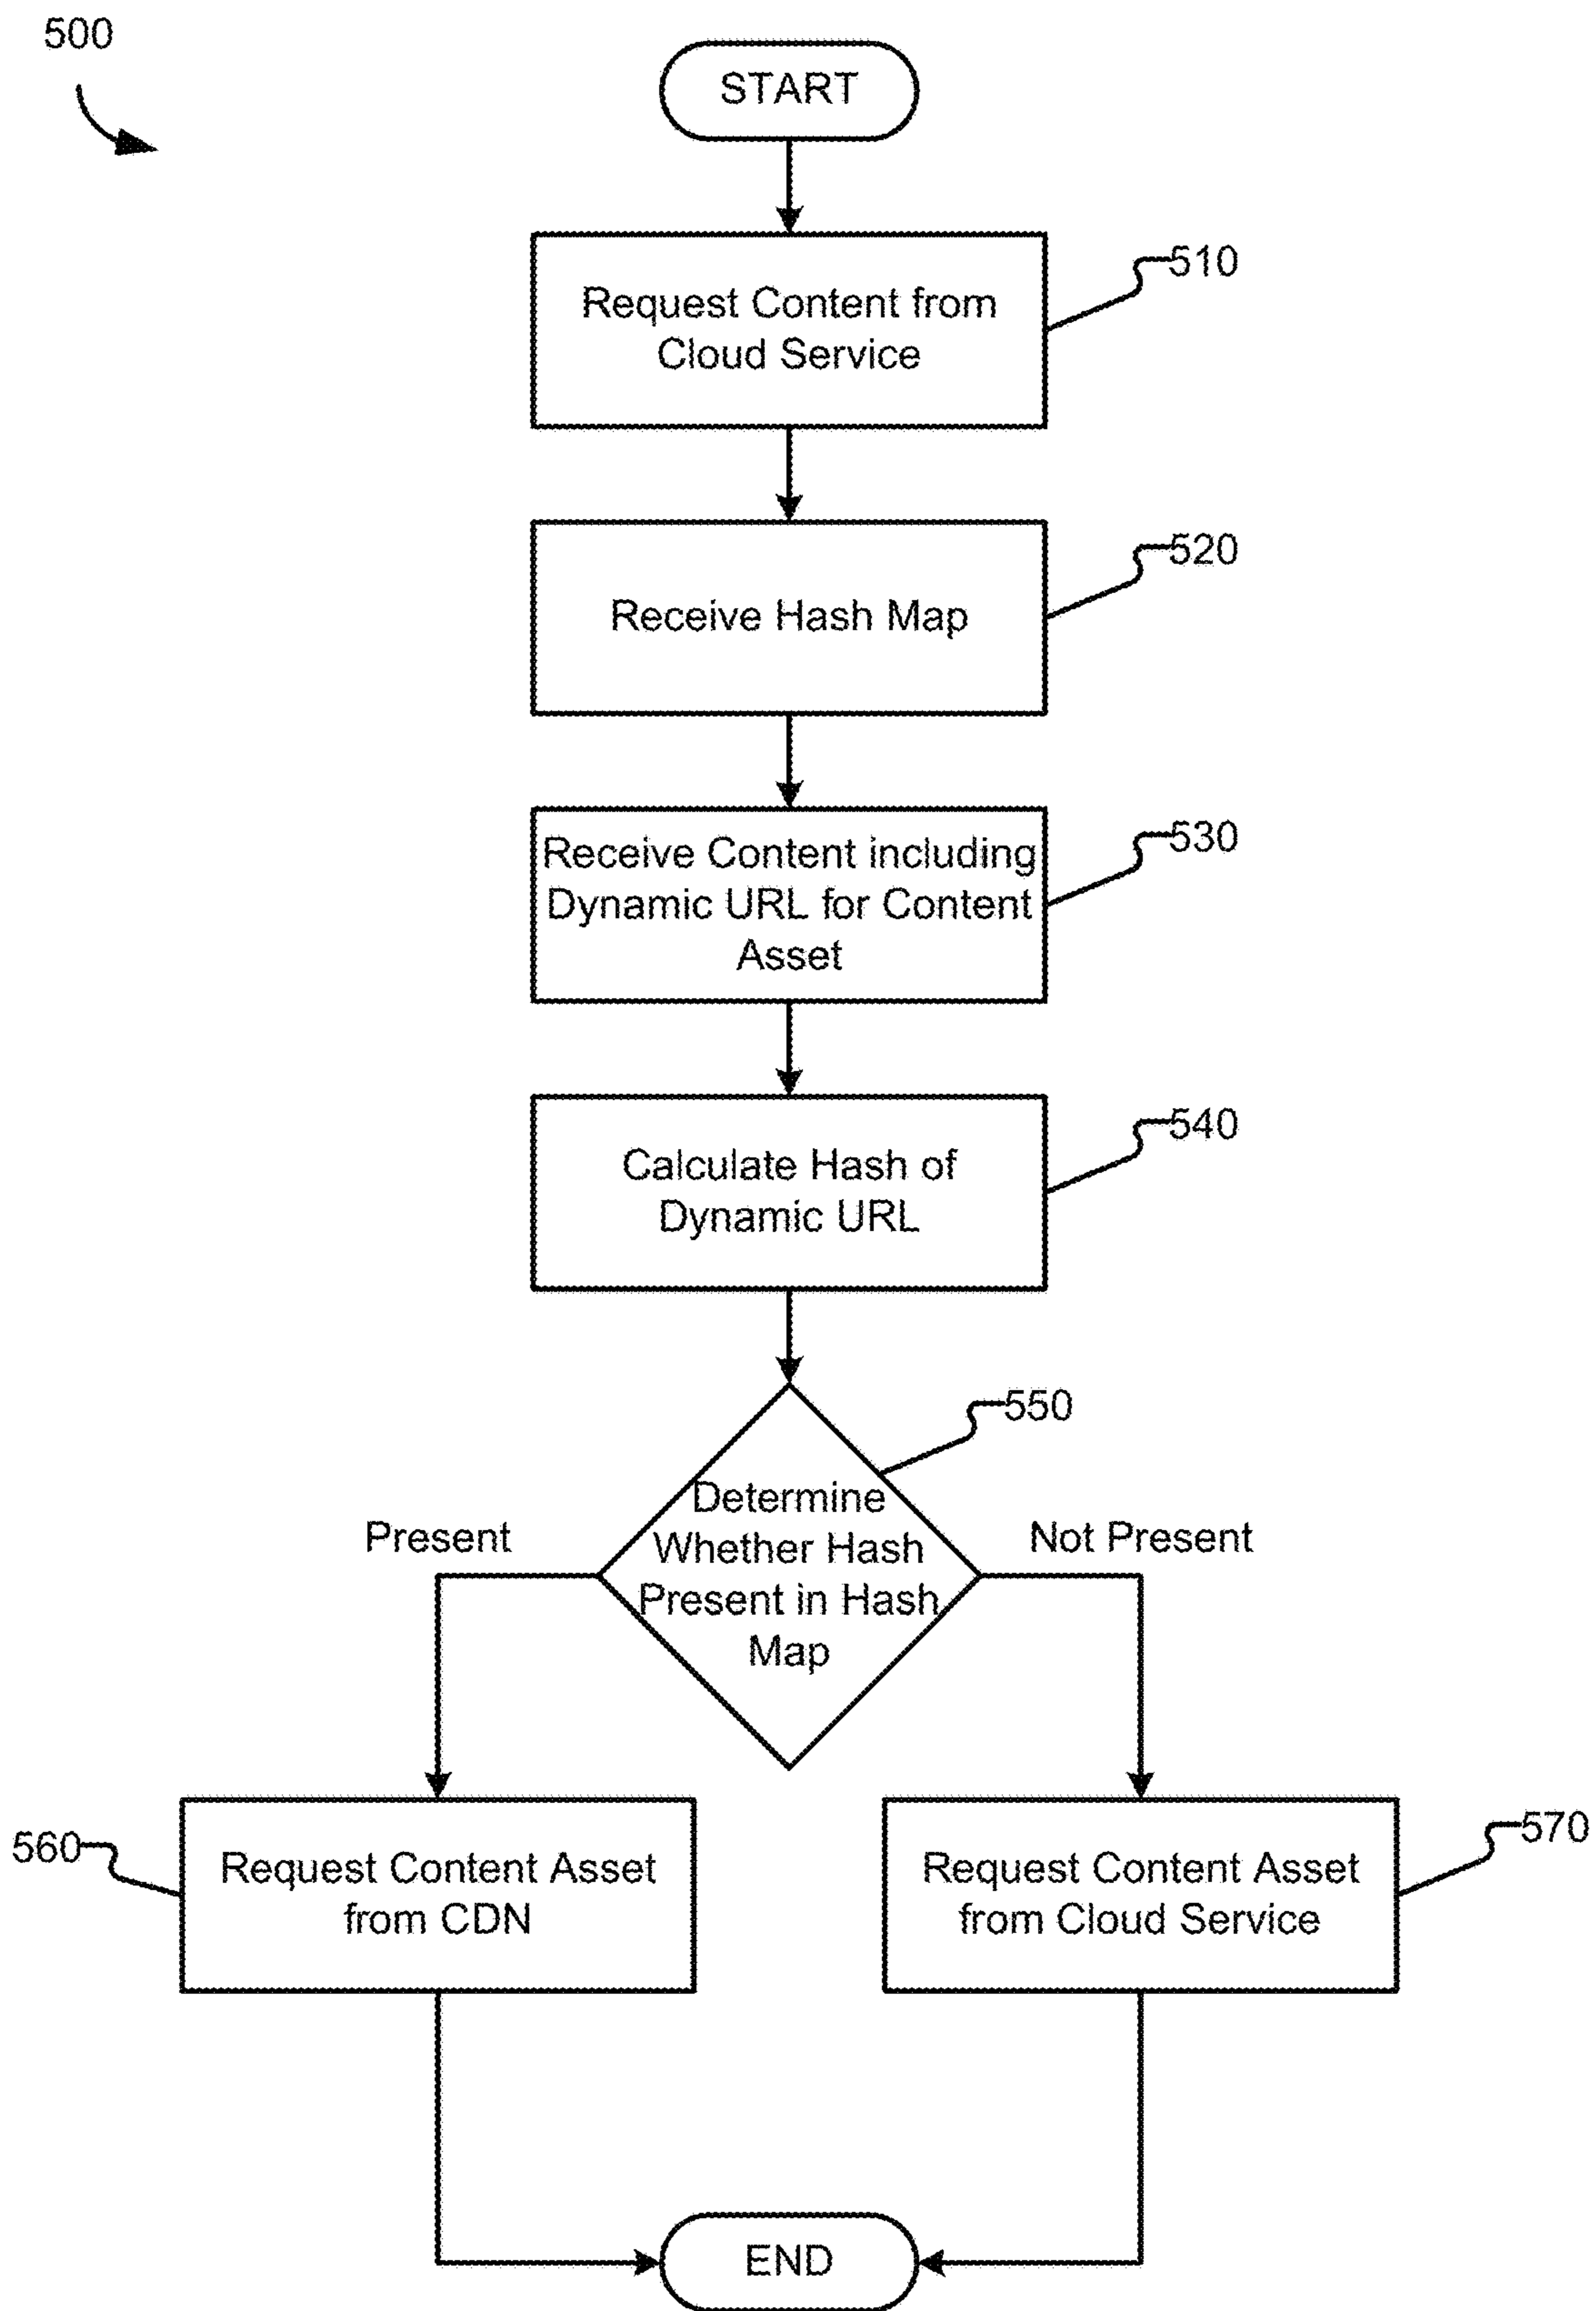 500
START
510
Request Content from
Cloud Service
520
Receive Hash Map
530
Receive Content including
Dynamic URL for Content
Asset
540
Calculate Hash of
Dynamic URL
550
Determine
Whether Hash
Present in Hash
Map
Present
Not Present
560
Request Content Asset
from CDN
570
Request Content Asset
from Cloud Service
END